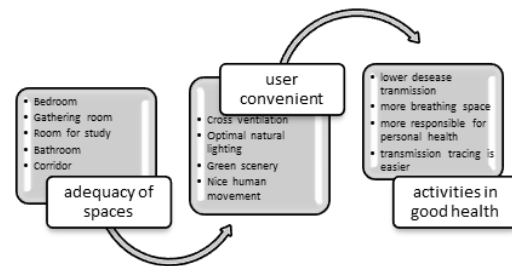 Bedroom
Gathering room
Room for study
Bathroom
Corridor
adequacy of
spaces
user
convenient
Cross ventilation
Optimal natural
lighting
Green scenery
Nice human
movement
lower desease
tranmission
more breathing space
more responsible for
personal health
transmission tracing is
easier
activities in
good health